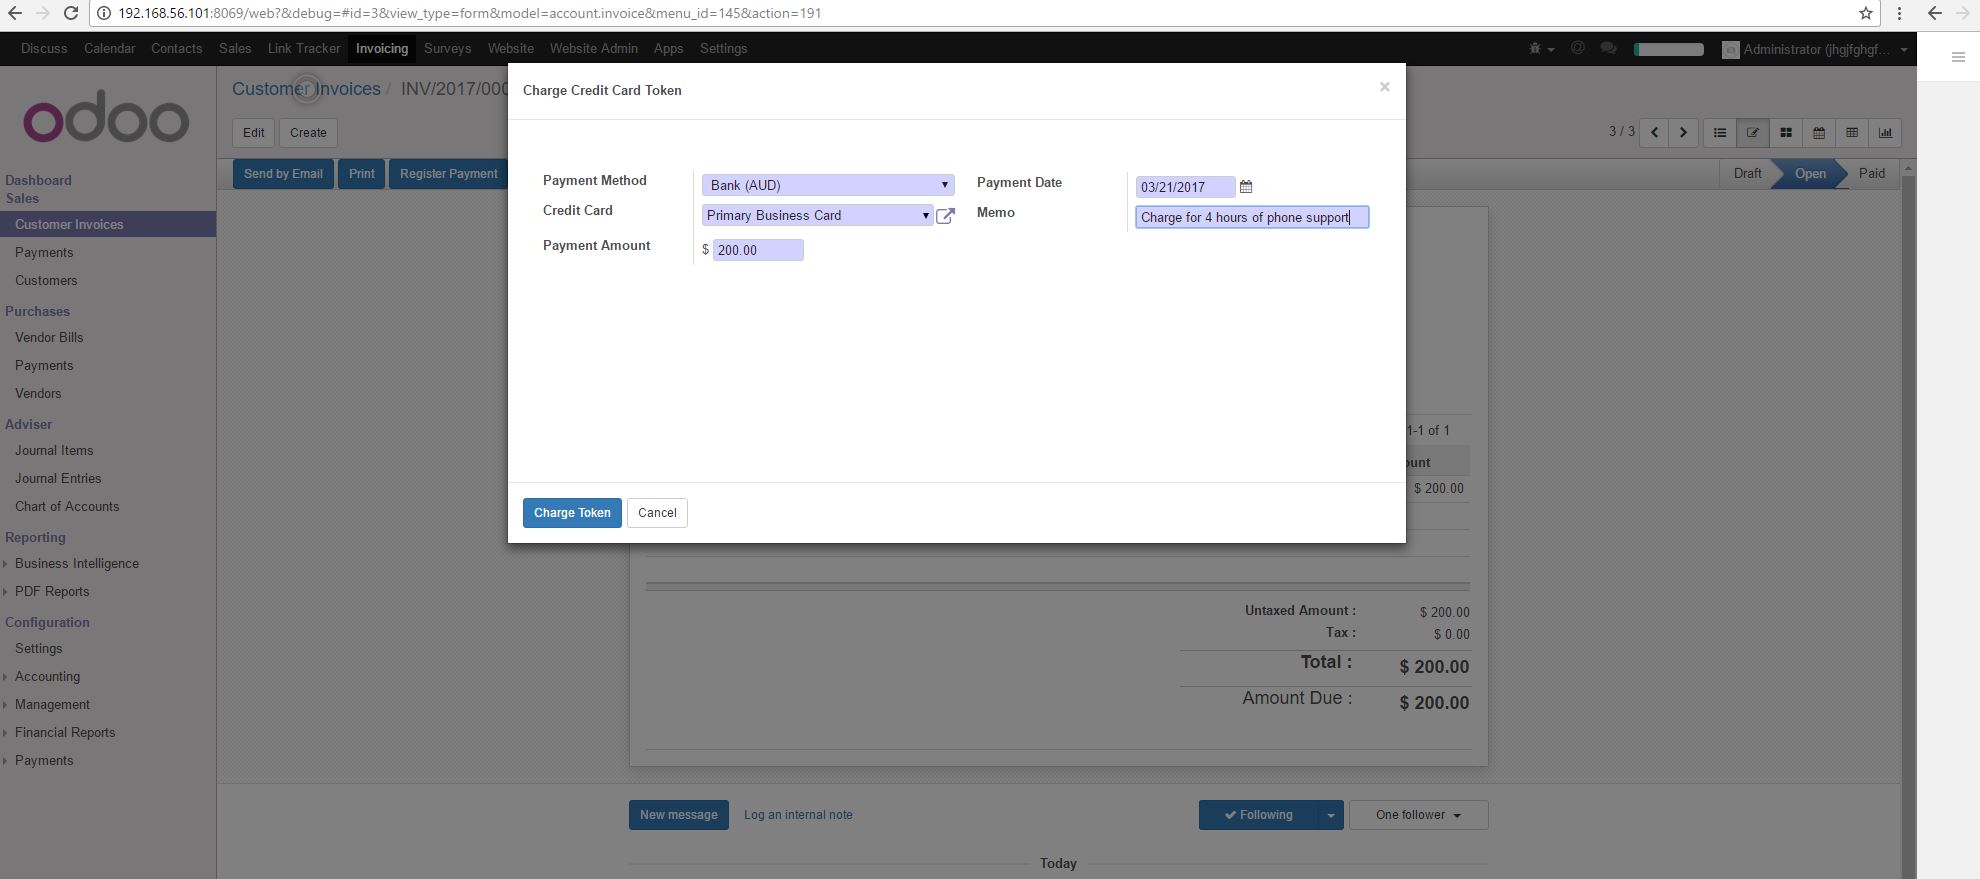 192.168.56.101:8069/web?&debug=#id=3&view_type=form&model=account.invoice&menu_id=145&action=191
Discuss Calendar Contacts Sales Link Tracker Invoicing Surveys Website Website Admin Apps Settings
@ Administrator (jhgjfghgf...
odoo
Customer Invoices / INV/2017/000
Edit Create
3 / 3
Send by Email Print Register Payment
Draft Open Paid
Dashboard
Sales
Customer Invoices
Payments
Customers
Purchases
Vendor Bills
Payments
Vendors
Adviser
Journal Items
Journal Entries
Chart of Accounts
Reporting
Business Intelligence
PDF Reports
Configuration
Settings
Accounting
Management
Financial Reports
Payments
Charge Credit Card Token ×
Payment Method Bank (AUD)
Payment Date 03/21/2017
Credit Card Primary Business Card
Memo Charge for 4 hours of phone support
Payment Amount $ 200.00
Charge Token Cancel
1-1 of 1
ount
$ 200.00
Untaxed Amount : $ 200.00
Tax : $ 0.00
Total : $ 200.00
Amount Due : $ 200.00
New message Log an internal note
Following One follower
Today